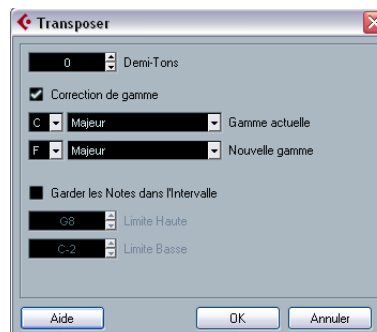 Transposer
0 Demi-Tons
Correction de gamme
C Majeur Gamme actuelle
F Majeur Nouvelle gamme
Garder les Notes dans l'Intervalle
G8 Limite Haute
C-2 Limite Basse
Aide OK Annuler